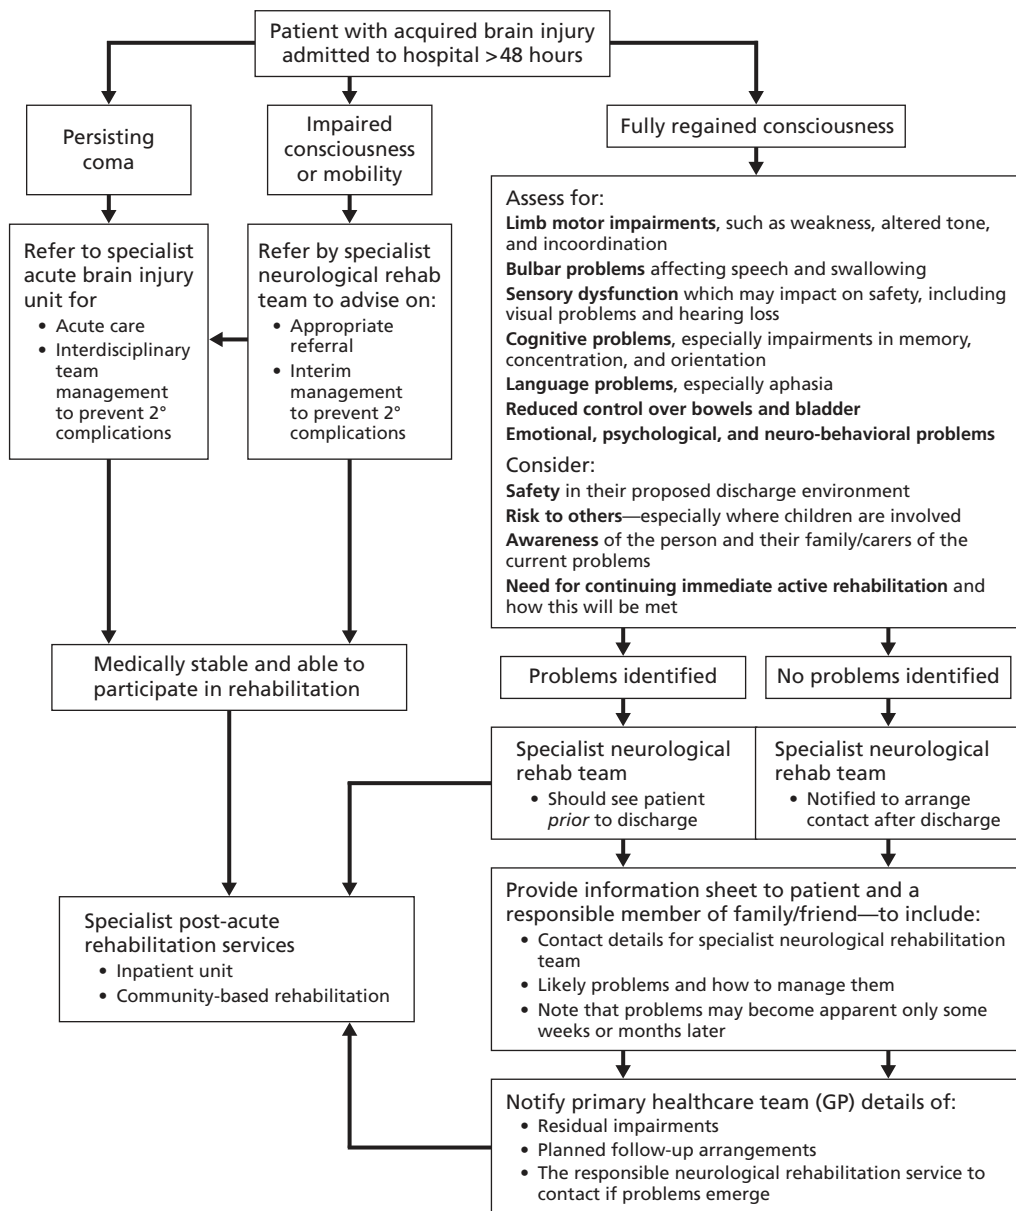 Patient with acquired brain injury
admitted to hospital >48 hours
Persisting
coma
Impaired
consciousness
or mobility
Fully regained consciousness
Refer to specialist
acute brain injury
unit for
• Acute care
• Interdisciplinary
team
management
to prevent 2°
complications
Refer by specialist
neurological rehab
team to advise on:
• Appropriate
referral
• Interim
management
to prevent 2°
complications
Assess for:
Limb motor impairments, such as weakness, altered tone,
and incoordination
Bulbar problems affecting speech and swallowing
Sensory dysfunction which may impact on safety, including
visual problems and hearing loss
Cognitive problems, especially impairments in memory,
concentration, and orientation
Language problems, especially aphasia
Reduced control over bowels and bladder
Emotional, psychological, and neuro-behavioral problems
Consider:
Safety in their proposed discharge environment
Risk to others—especially where children are involved
Awareness of the person and their family/carers of the
current problems
Need for continuing immediate active rehabilitation and
how this will be met
Medically stable and able to
participate in rehabilitation
Problems identified
No problems identified
Specialist neurological
rehab team
• Should see patient
prior to discharge
Specialist neurological
rehab team
• Notified to arrange
contact after discharge
Specialist post-acute
rehabilitation services
• Inpatient unit
• Community-based rehabilitation
Provide information sheet to patient and a
responsible member of family/friend—to include:
• Contact details for specialist neurological rehabilitation
team
• Likely problems and how to manage them
• Note that problems may become apparent only some
weeks or months later
Notify primary healthcare team (GP) details of:
• Residual impairments
• Planned follow-up arrangements
• The responsible neurological rehabilitation service to
contact if problems emerge